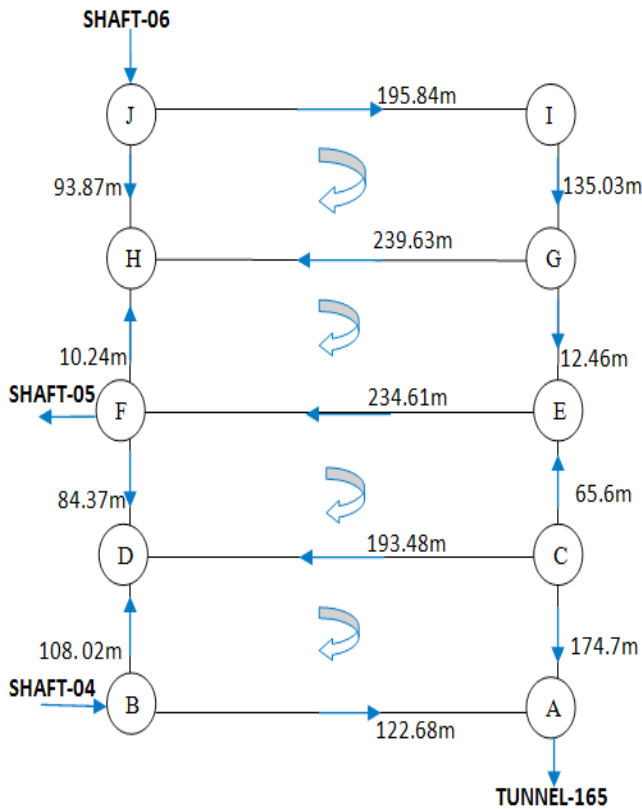 SHAFT-06
195.84m
J
I
93.87m
135.03m
239.63m
H
G
10.24m
12.46m
SHAFT-05
234.61m
F
E
84.37m
65.6m
193.48m
D
C
108.02m
174.7m
SHAFT-04
B
A
122.68m
TUNNEL-165